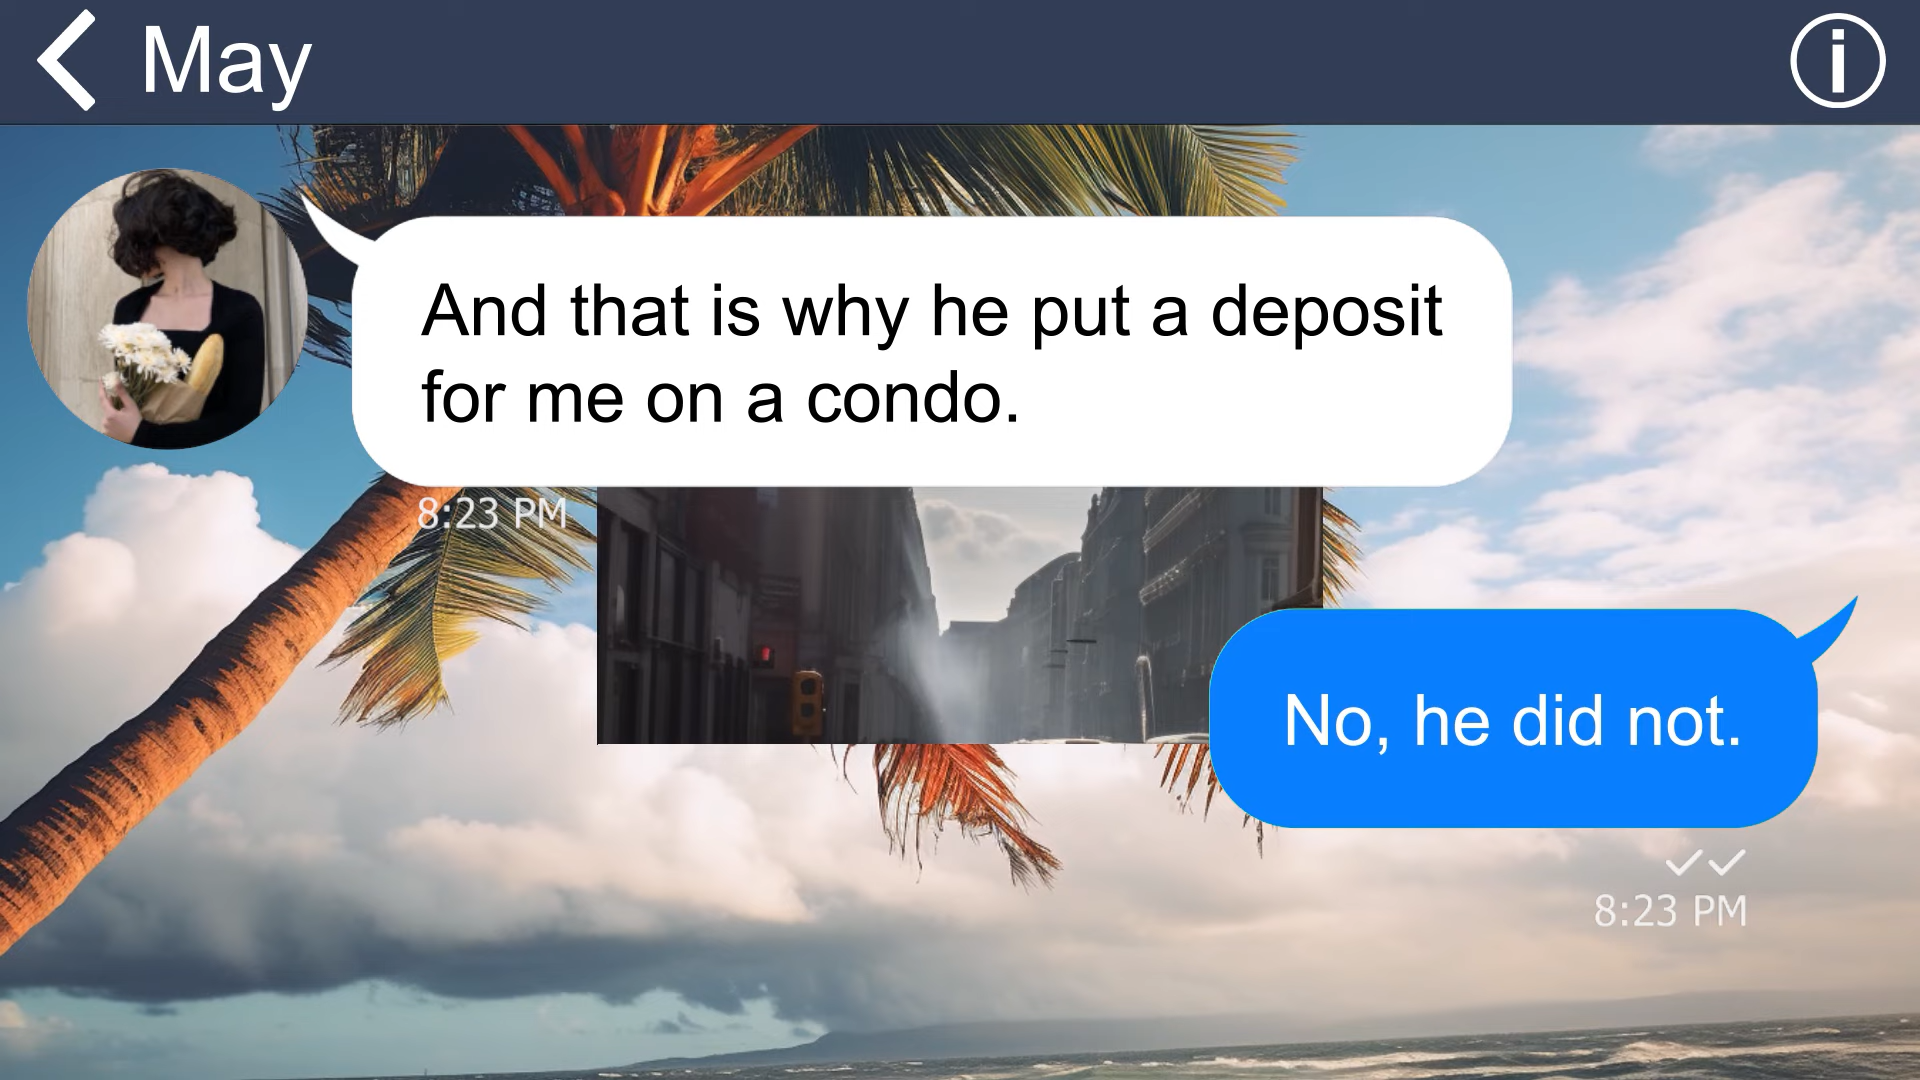 May
And that is why he put a deposit
for me on a condo.
8:23 PM
No, he did not.
8:23 PM